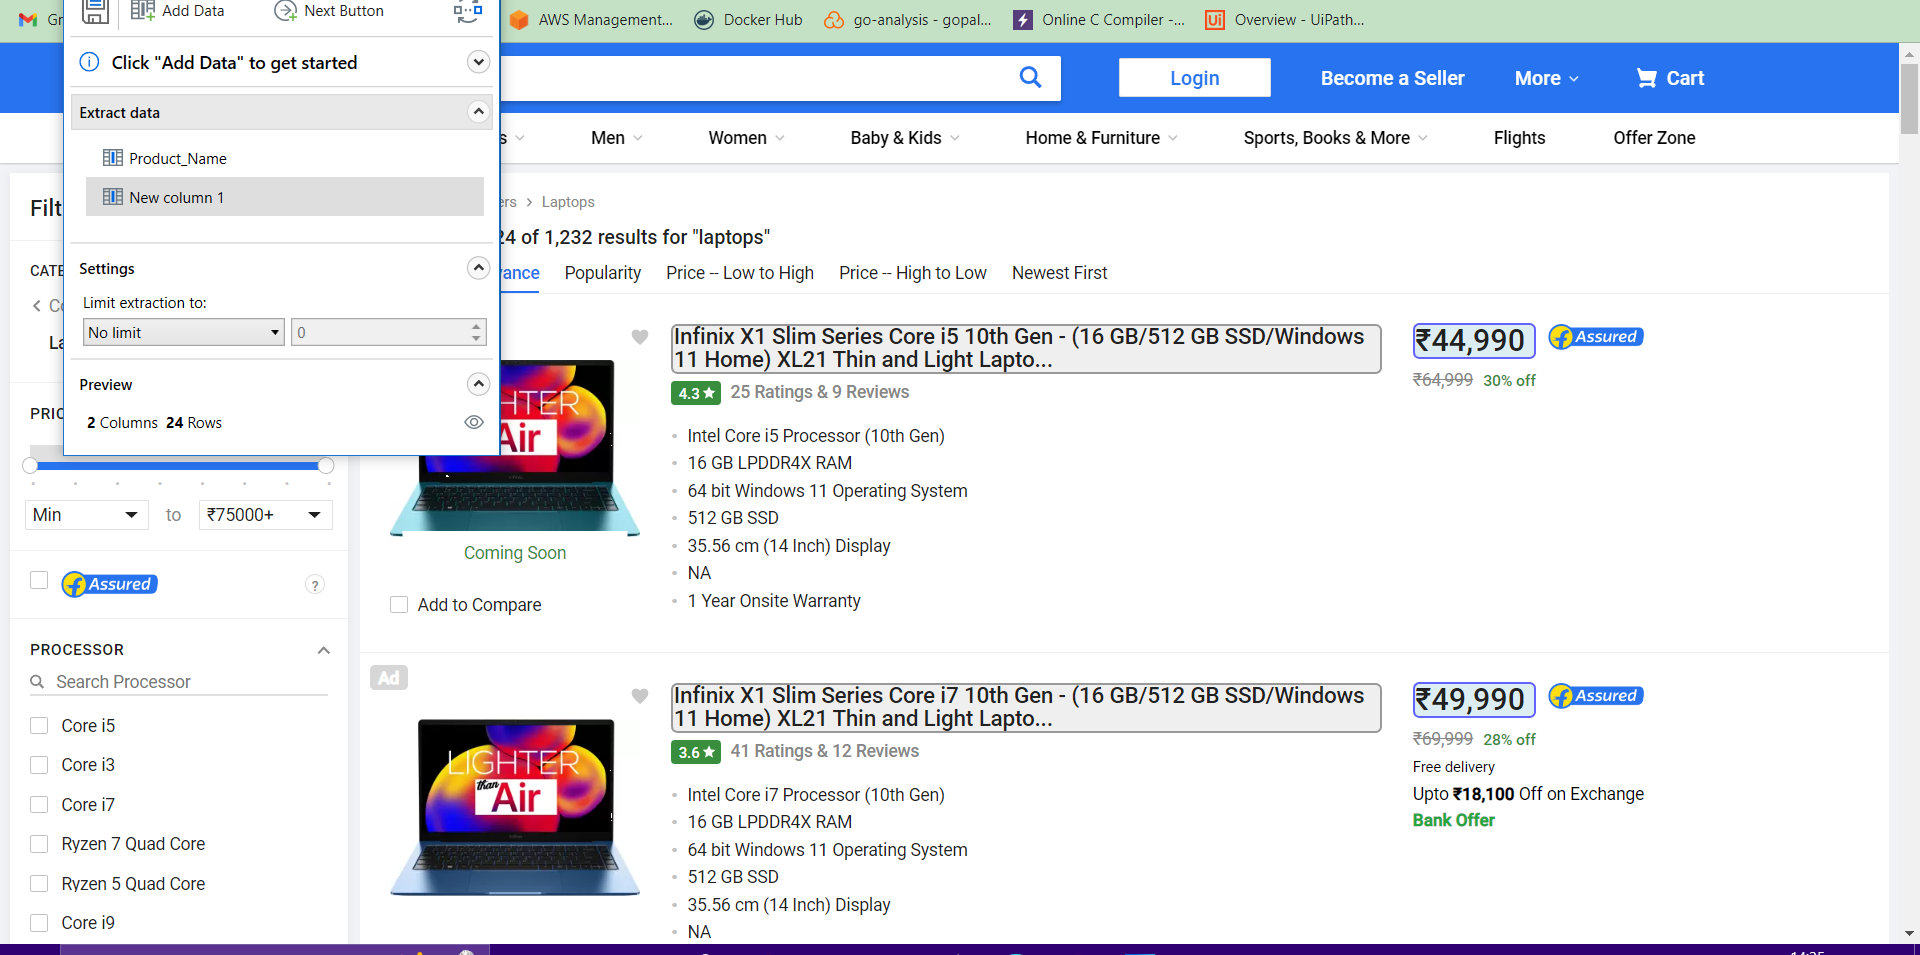 Add Data
Next Button
AWS Management...
Docker Hub
go-analysis - gopal...
Online C Compiler -...
Overview - UiPath...
Click "Add Data" to get started
Extract data
Product_Name
New column 1
Settings
Limit extraction to:
No limit
0
Preview
2 Columns 24 Rows
Login
Become a Seller
More
Cart
Men
Women
Baby & Kids
Home & Furniture
Sports, Books & More
Flights
Offer Zone
Laptops
24 of 1,232 results for "laptops"
Popularity
Price -- Low to High
Price -- High to Low
Newest First
Min
to
₹75000+
Assured
?
PROCESSOR
Search Processor
Core i5
Core i3
Core i7
Ryzen 7 Quad Core
Ryzen 5 Quad Core
Core i9
Air
Coming Soon
Add to Compare
Infinix X1 Slim Series Core i5 10th Gen - (16 GB/512 GB SSD/Windows
11 Home) XL21 Thin and Light Lapto...
4.3
25 Ratings & 9 Reviews
Intel Core i5 Processor (10th Gen)
16 GB LPDDR4X RAM
64 bit Windows 11 Operating System
512 GB SSD
35.56 cm (14 Inch) Display
NA
1 Year Onsite Warranty
₹44,990
Assured
₹64,999 30% off
Ad
LIGHTER
than
Air
Infinix X1 Slim Series Core i7 10th Gen - (16 GB/512 GB SSD/Windows
11 Home) XL21 Thin and Light Lapto...
3.6
41 Ratings & 12 Reviews
Intel Core i7 Processor (10th Gen)
16 GB LPDDR4X RAM
64 bit Windows 11 Operating System
512 GB SSD
35.56 cm (14 Inch) Display
NA
₹49,990
Assured
₹69,999 28% off
Free delivery
Upto ₹18,100 Off on Exchange
Bank Offer